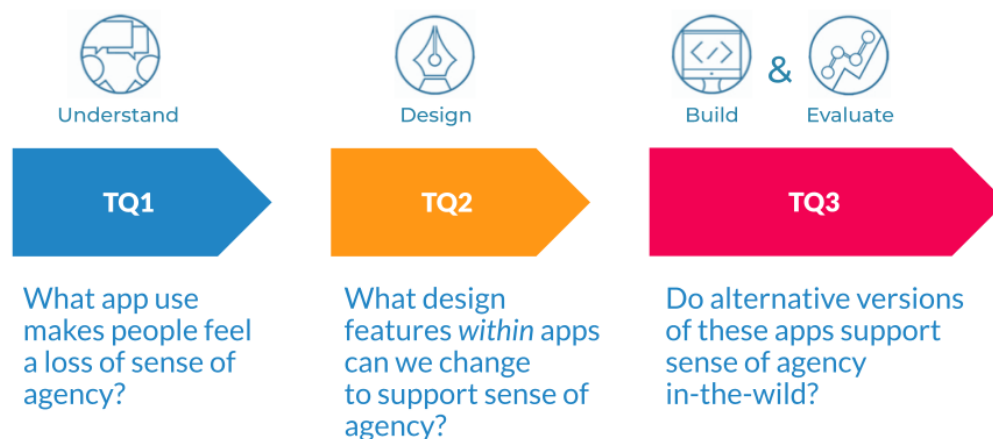 Understand
Design
Build
&
Evaluate
TQ1
TQ2
TQ3
What app use
makes people feel
a loss of sense of
agency?
What design
features within apps
can we change
to support sense of
agency?
Do alternative versions
of these apps support
sense of agency
in-the-wild?